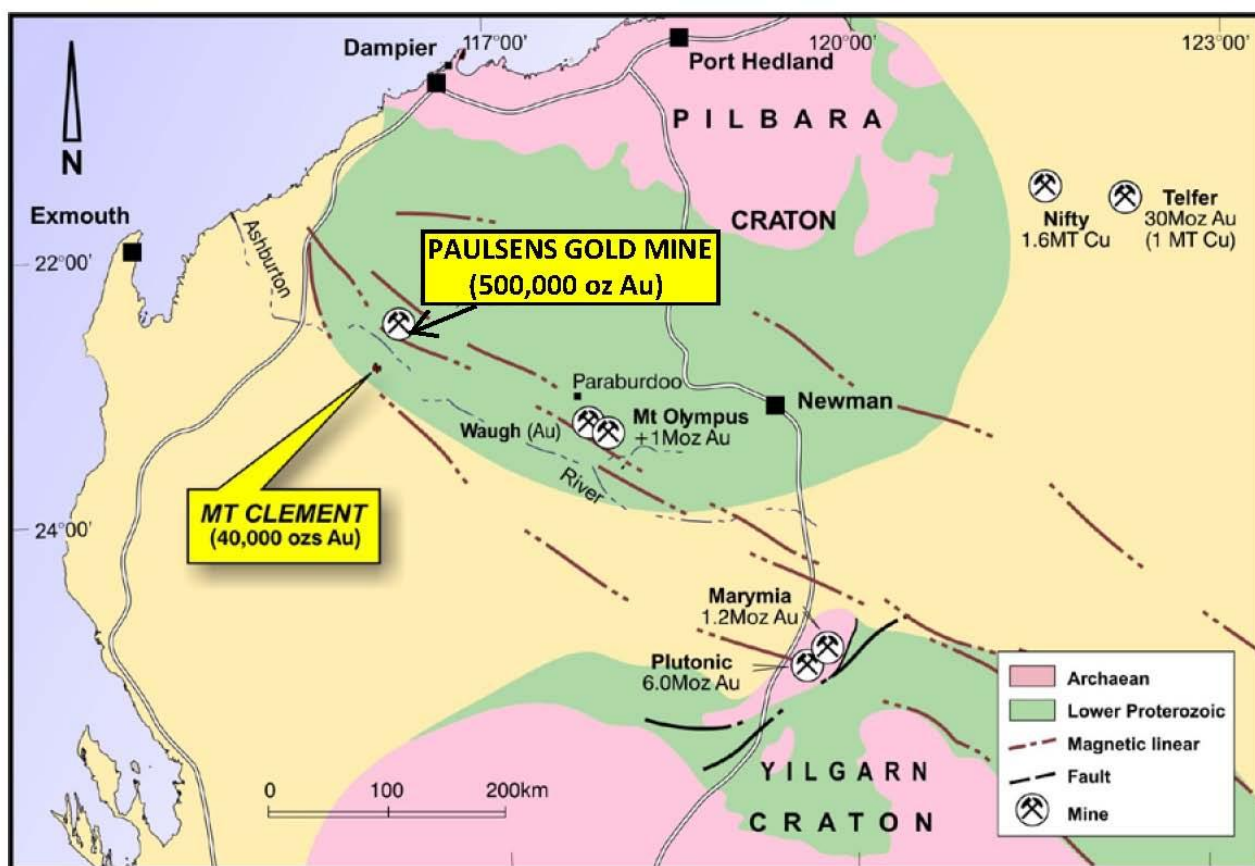 117°00'
120°00'
123°00'
Dampier
Port Hedland
PILBARA
N
Exmouth
Ashburton
CRATON
Nifty
1.6MT Cu
Telfer
30Moz Au
(1 MT Cu)
22°00'
PAULSENS GOLD MINE
(500,000 oz Au)
Paraburdoo
Newman
Waugh (Au)
Mt Olympus
+1Moz Au
River
MT CLEMENT
(40,000 ozs Au)
24°00'
Marymia
1.2Moz Au
Plutonic
6.0Moz Au
YILGARN
CRATON
0 100 200km
Archaean
Lower Proterozoic
Magnetic linear
Fault
Mine